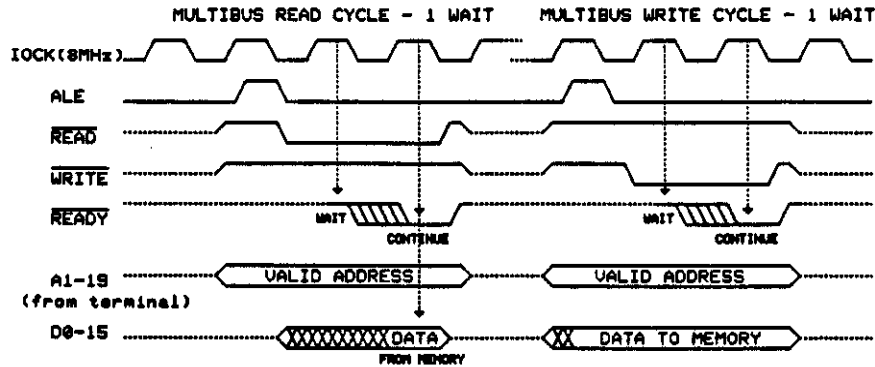 MULTIBUS READ CYCLE - 1 WAIT
MULTIBUS WRITE CYCLE - 1 WAIT
IOCK(8MHz)
ALE
READ
WRITE
READY
WAIT
CONTINUE
WAIT
CONTINUE
A1-19
(from terminal)
VALID ADDRESS
VALID ADDRESS
D0-15
DATA
FROM MEMORY
DATA TO MEMORY